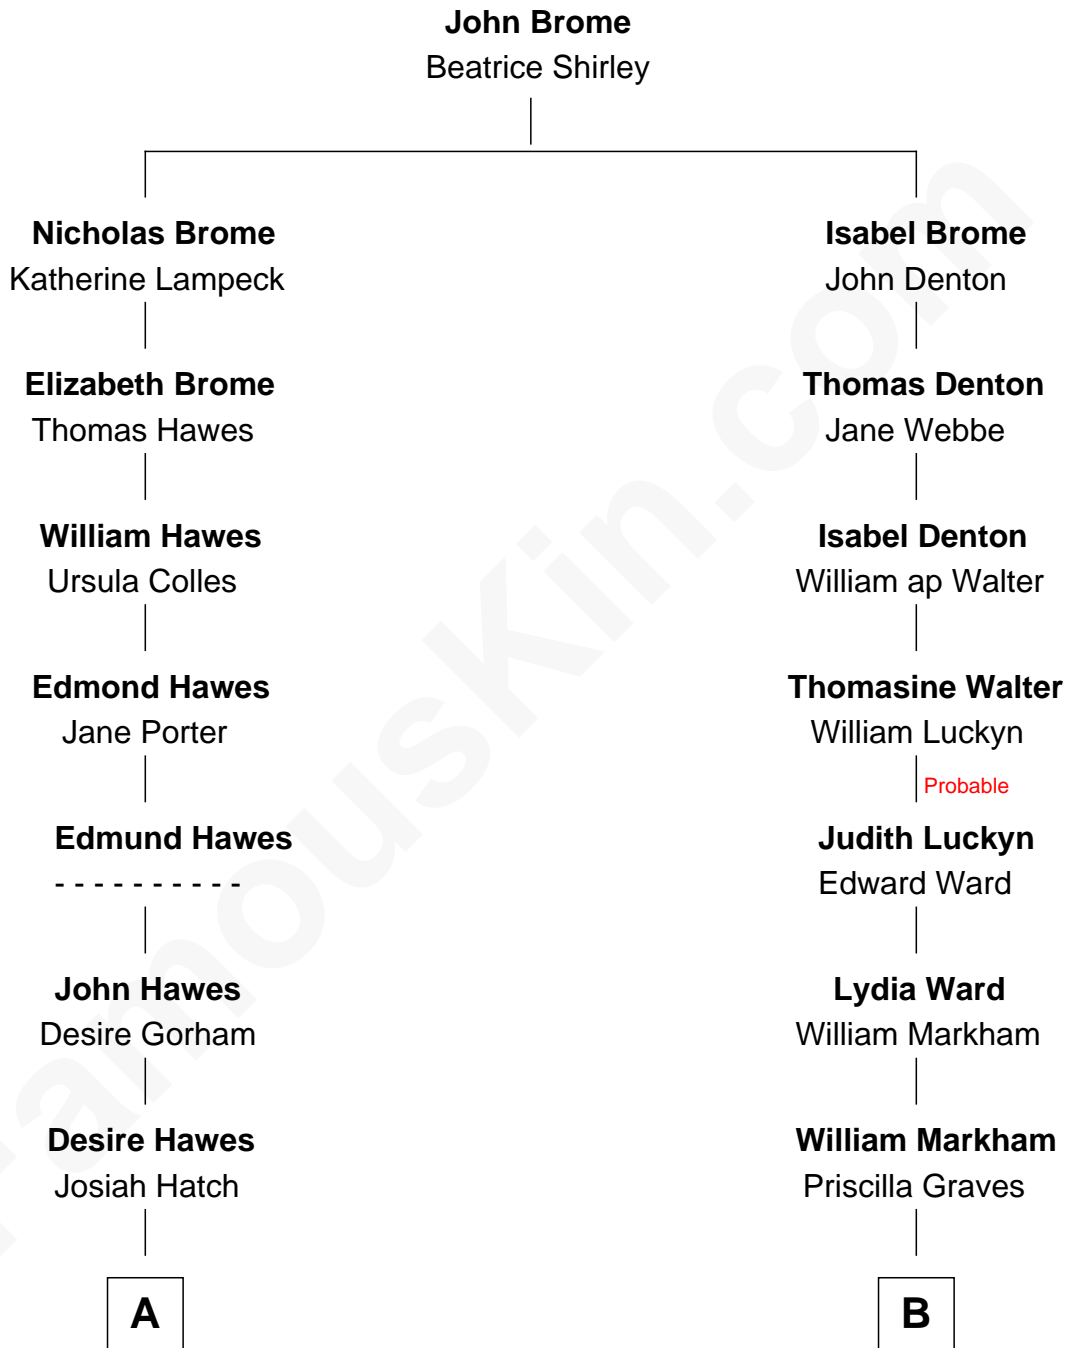 John Brome
Beatrice Shirley
Nicholas Brome
Katherine Lampeck
Isabel Brome
John Denton
Elizabeth Brome
Thomas Hawes
Thomas Denton
Jane Webbe
William Hawes
Ursula Colles
Isabel Denton
William ap Walter
Edmond Hawes
Jane Porter
Thomasine Walter
William Luckyn
Probable
Edmund Hawes
- - - - - - - - - -
Judith Luckyn
Edward Ward
John Hawes
Desire Gorham
Lydia Ward
William Markham
Desire Hawes
Josiah Hatch
William Markham
Priscilla Graves
A
B
FamousKin.com